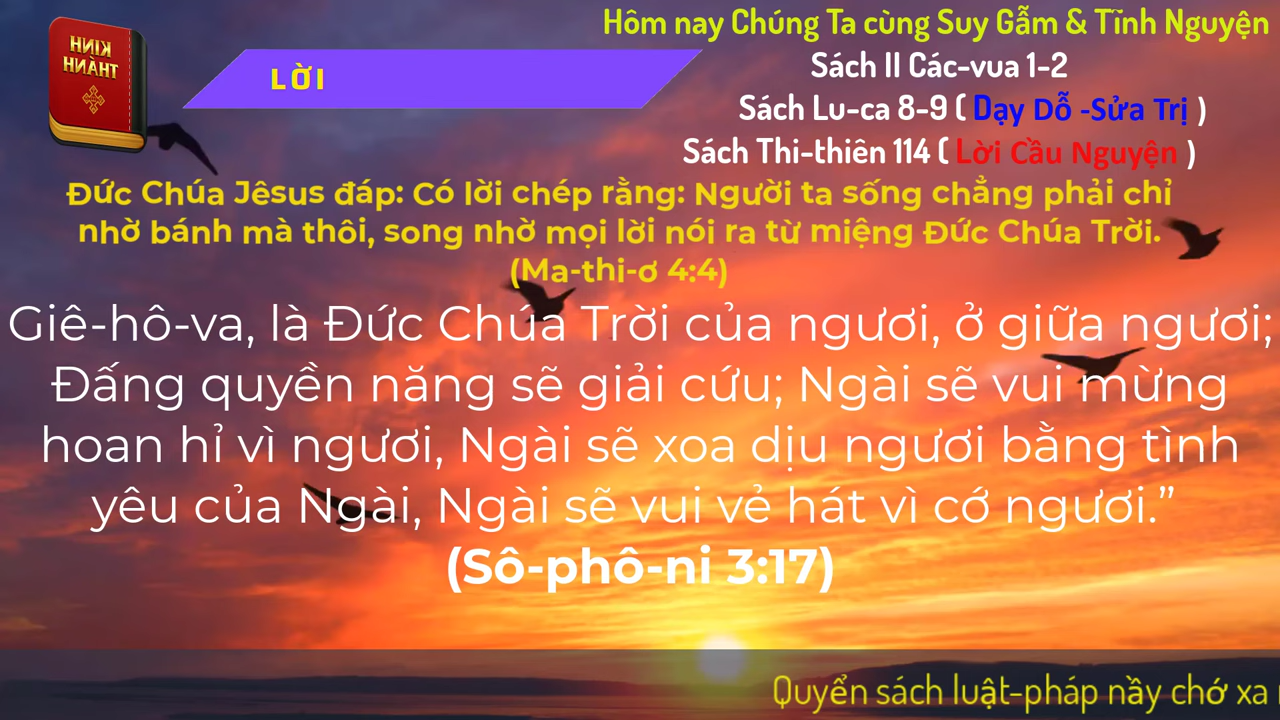 KINH
THÁNH
LỜI
Hôm nay Chúng Ta cùng Suy Gẫm & Tĩnh Nguyện
Sách II Các-vua 1-2
Sách Lu-ca 8-9 ( Dạy Dỗ -Sửa Trị )
Sách Thi-thiên 114 ( Lời Cầu Nguyện )
Đức Chúa Jêsus đáp: Có lời chép rằng: Người ta sống chẳng phải chỉ
nhờ bánh mà thôi, song nhờ mọi lời nói ra từ miệng Đức Chúa Trời.
(Ma-thi-ơ 4:4)
Giê-hô-va, là Đức Chúa Trời của ngươi, ở giữa ngươi;
Đấng quyền năng sẽ giải cứu; Ngài sẽ vui mừng
hoan hỉ vì ngươi, Ngài sẽ xoa dịu ngươi bằng tình
yêu của Ngài, Ngài sẽ vui vẻ hát vì cớ ngươi.”
(Sô-phô-ni 3:17)
Quyển sách luật-pháp nầy chớ xa